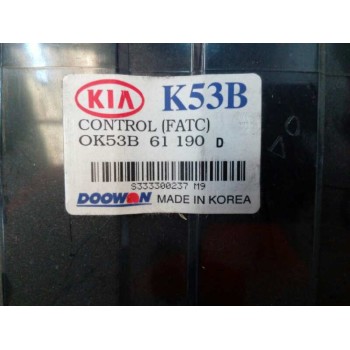 KIA K53B
CONTROL (FATC)
OK53B 61 190 D
S333300237 M9
DOOWON MADE IN KOREA